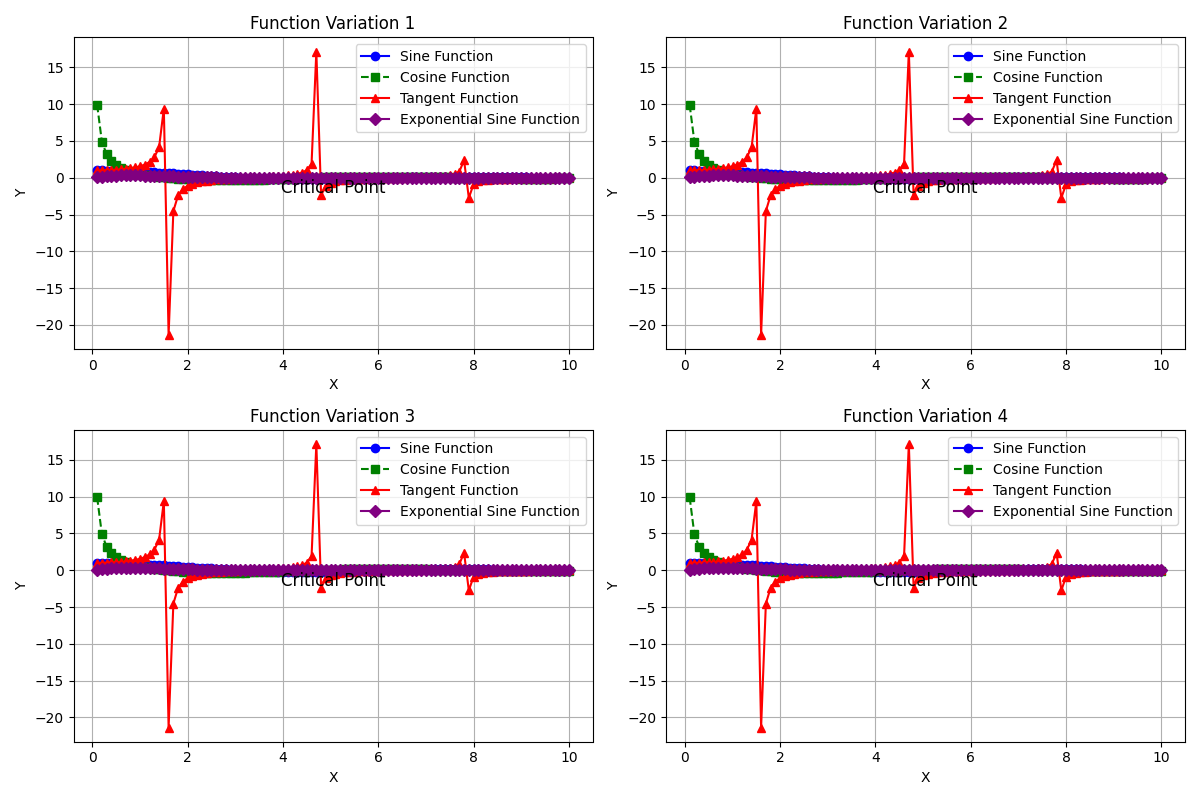 Function Variation 1
Y
15
10
5
0
−5
−10
−15
−20
Sine Function
Cosine Function
Tangent Function
Exponential Sine Function
Critical Point
0 2 4 6 8 10
X
Function Variation 2
Y
15
10
5
0
−5
−10
−15
−20
Sine Function
Cosine Function
Tangent Function
Exponential Sine Function
Critical Point
0 2 4 6 8 10
X
Function Variation 3
Y
15
10
5
0
−5
−10
−15
−20
Sine Function
Cosine Function
Tangent Function
Exponential Sine Function
Critical Point
0 2 4 6 8 10
X
Function Variation 4
Y
15
10
5
0
−5
−10
−15
−20
Sine Function
Cosine Function
Tangent Function
Exponential Sine Function
Critical Point
0 2 4 6 8 10
X